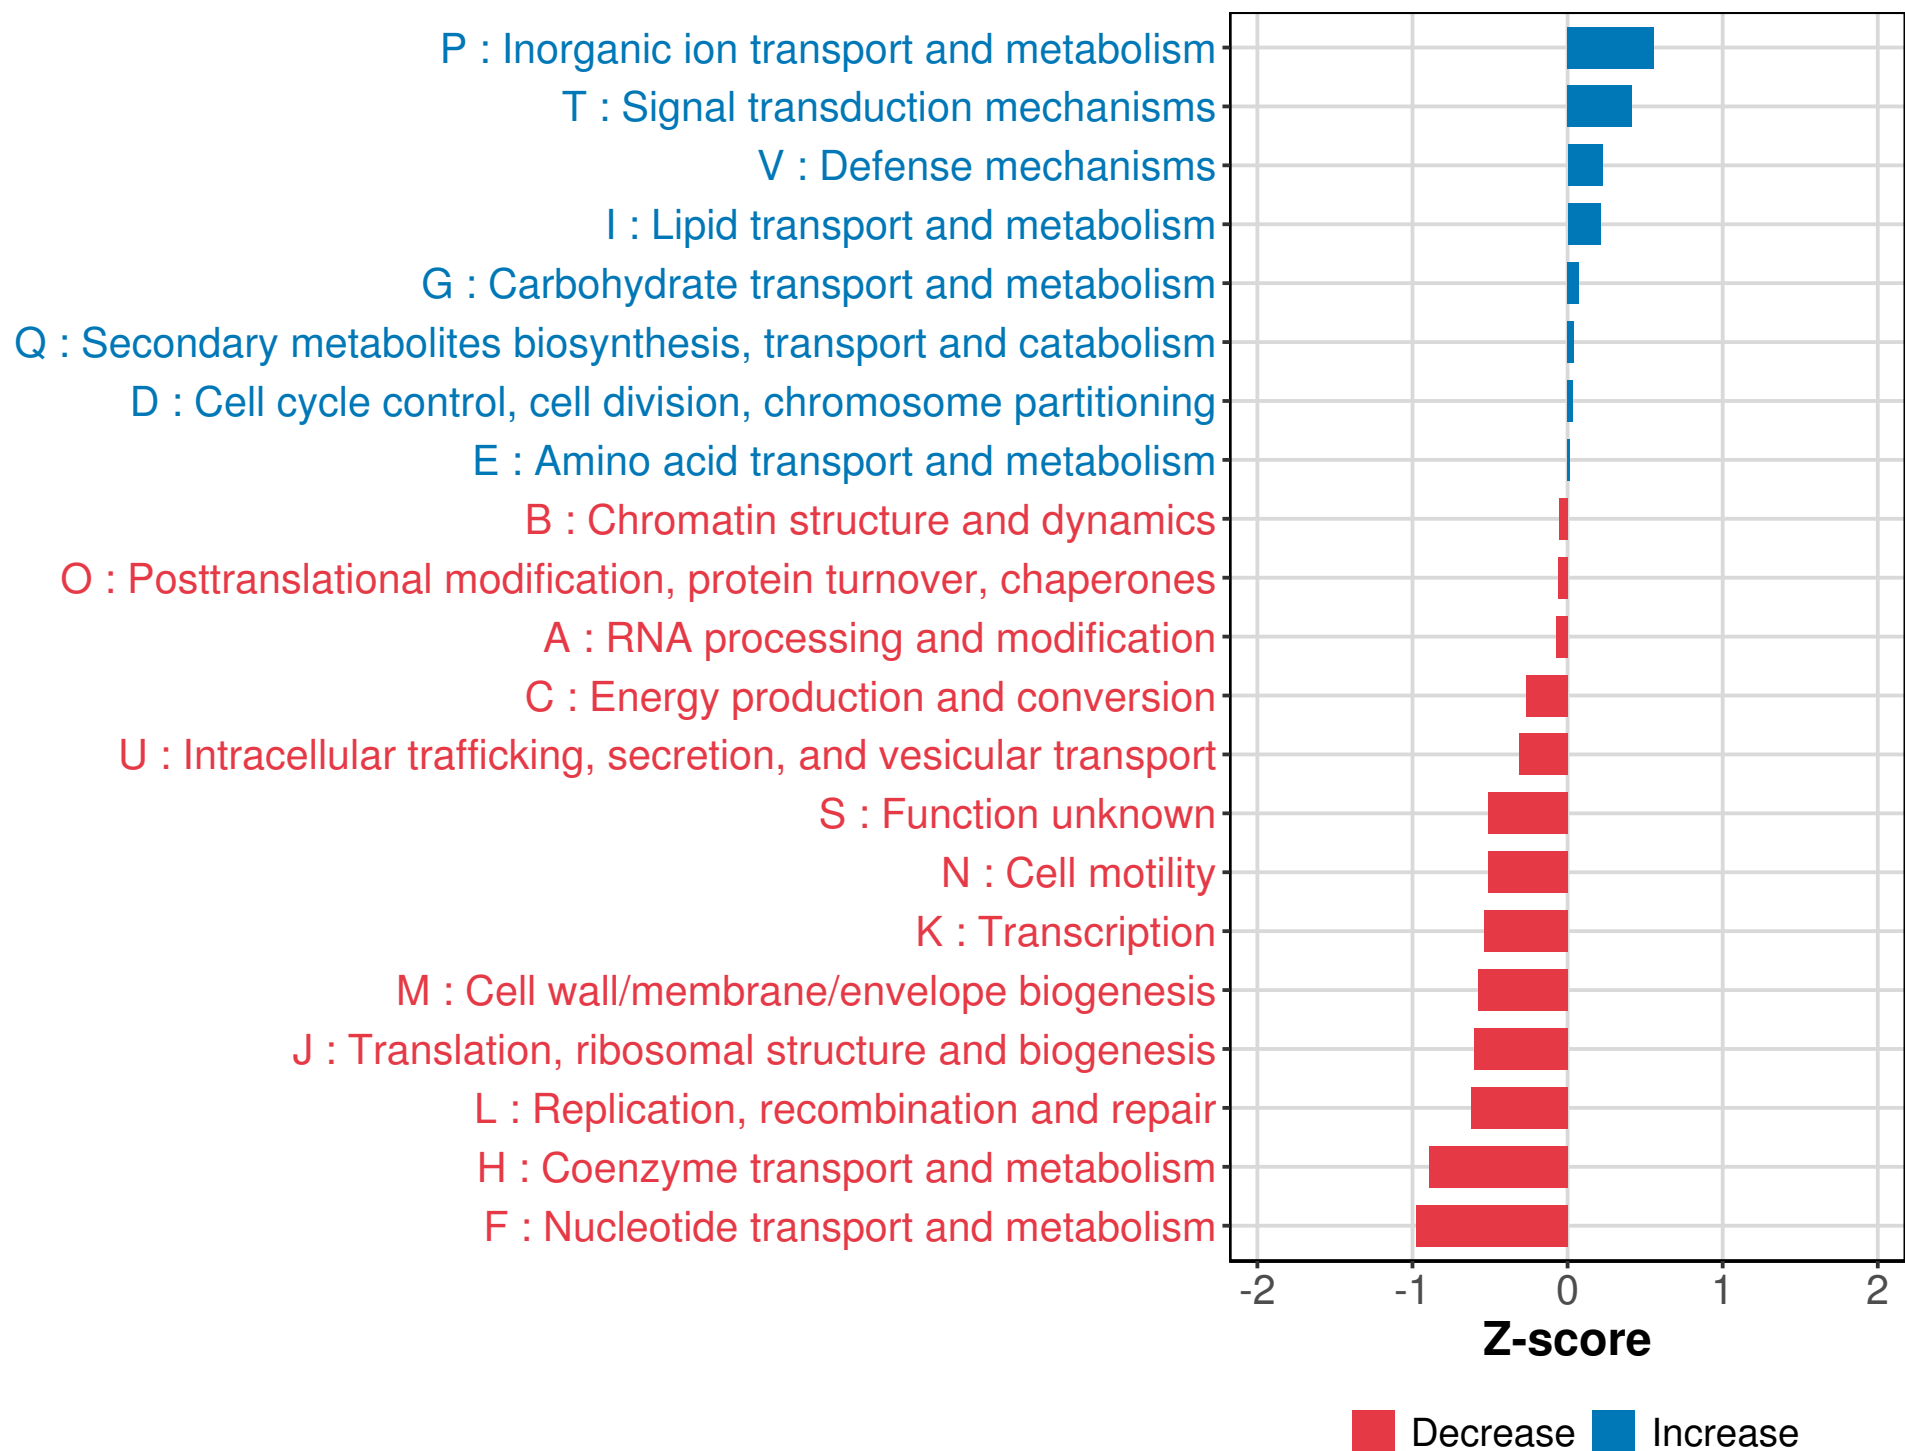 P : Inorganic ion transport and metabolism
T : Signal transduction mechanisms
V : Defense mechanisms
I : Lipid transport and metabolism
G : Carbohydrate transport and metabolism
Q : Secondary metabolites biosynthesis, transport and catabolism
D : Cell cycle control, cell division, chromosome partitioning
E : Amino acid transport and metabolism
B : Chromatin structure and dynamics
O : Posttranslational modification, protein turnover, chaperones
A : RNA processing and modification
C : Energy production and conversion
U : Intracellular trafficking, secretion, and vesicular transport
S : Function unknown
N : Cell motility
K : Transcription
M : Cell wall/membrane/envelope biogenesis
J : Translation, ribosomal structure and biogenesis
L : Replication, recombination and repair
H : Coenzyme transport and metabolism
F : Nucleotide transport and metabolism
-2 -1 0 1 2
Z-score
Decrease Increase